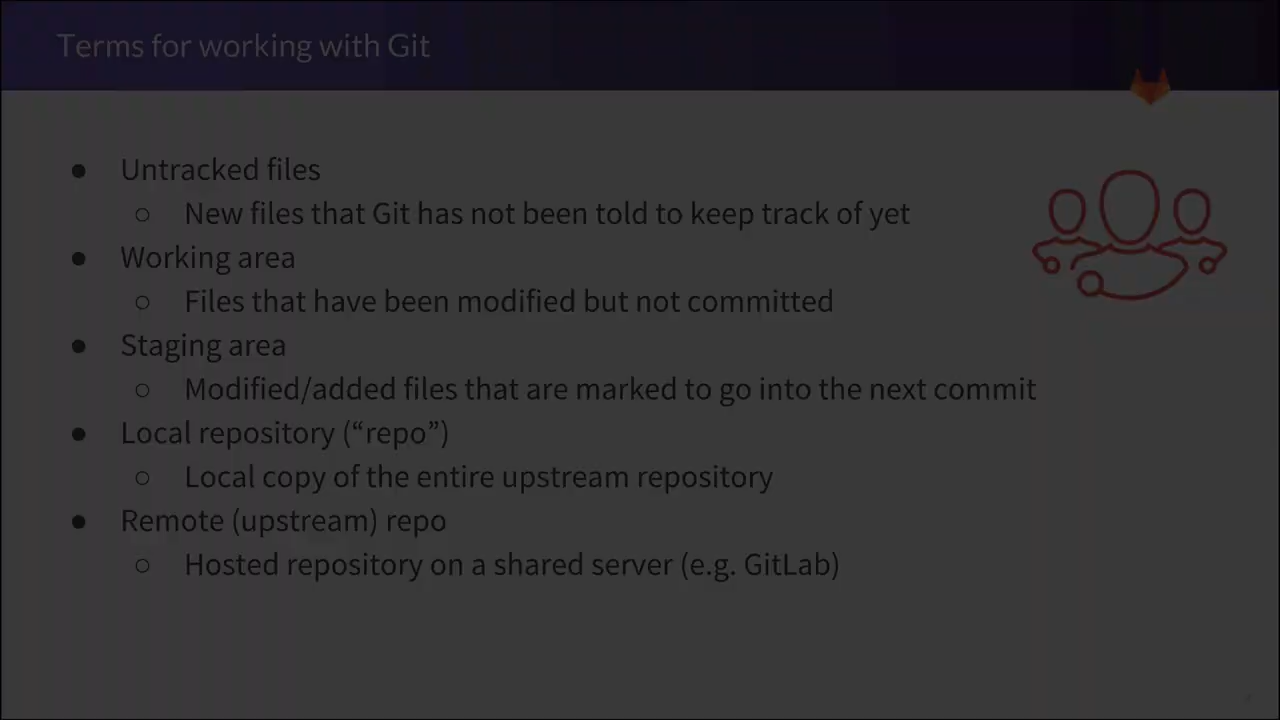 Terms for working with Git
● Untracked files
○ New files that Git has not been told to keep track of yet
● Working area
○ Files that have been modified but not committed
● Staging area
○ Modified/added files that are marked to go into the next commit
● Local repository (“repo”)
○ Local copy of the entire upstream repository
● Remote (upstream) repo
○ Hosted repository on a shared server (e.g. GitLab)